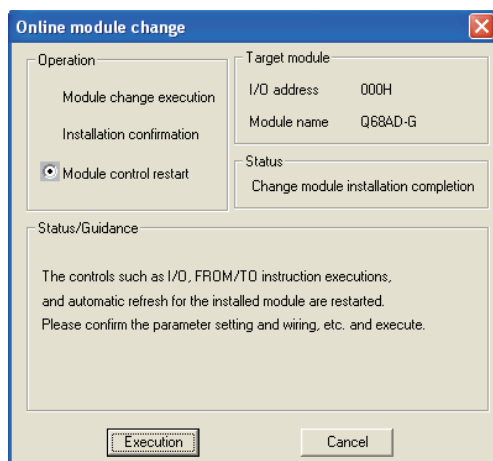 Online module change
Operation
Module change execution
Installation confirmation
Module control restart
Target module
I/O address 000H
Module name Q68AD-G
Status
Change module installation completion
Status/Guidance
The controls such as I/O, FROM/TO instruction executions,
and automatic refresh for the installed module are restarted.
Please confirm the parameter setting and wiring, etc. and execute.
Execution
Cancel